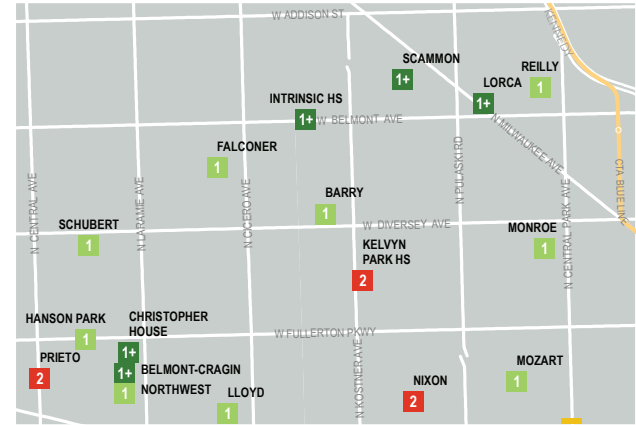 W ADDISON ST
KENNEDY
SCAMMON
1+
REILLY
1
LORCA
1+
INTRINSIC HS
1+
W BELMONT AVE
N MILWAUKEE AVE
FALCONER
1
N CENTRAL AVE
N LARAMIE AVE
N CICERO AVE
N PULASKI RD
N CENTRAL PARK AVE
CTA BLUE LINE
BARRY
1
SCHUBERT
1
W DIVERSEY AVE
MONROE
1
KELVYN
PARK HS
2
HANSON PARK
1
CHRISTOPHER
HOUSE
1+
W FULLERTON PKWY
N KOSTNER AVE
PRIETO
2
BELMONT-CRAGIN
1+
NORTHWEST
1
LLOYD
1
NIXON
2
MOZART
1